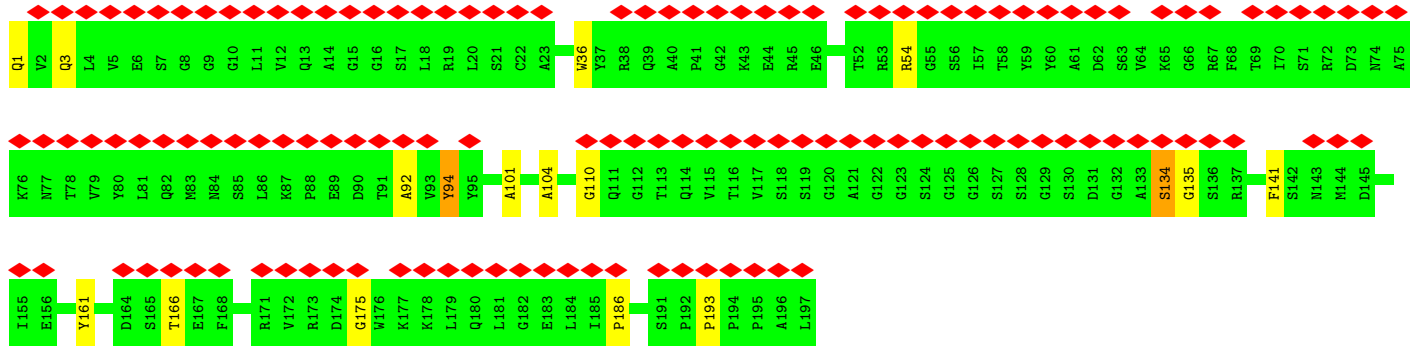 Q1 V2 Q3 L4 V5 E6 S7 G8 G9 G10 L11 V12 Q13 A14 G15 G16 S17 L18 R19 L20 S21 C22 A23 W36 Y37 R38 Q39 A40 P41 G42 K43 E44 R45 E46 T52 R53 R54 G55 S56 I57 T58 Y59 Y60 A61 D62 S63 V64 K65 G66 R67 F68 T69 I70 S71 R72 D73 N74 A75
K76 N77 T78 V79 Y80 L81 Q82 M83 N84 S85 L86 K87 P88 E89 D90 T91 A92 V93 Y94 Y95 A101 A104 G110 Q111 G112 T113 Q114 V115 T116 V117 S118 S119 G120 A121 G122 G123 S124 G125 G126 S127 S128 G129 S130 D131 G132 A133 S134 G135 S136 R137 F141 S142 N143 M144 D145
I155 E156 Y161 D164 S165 T166 E167 F168 R171 V172 R173 D174 G175 W176 K177 K178 L179 Q180 L181 G182 E183 L184 I185 P186 S191 P192 P193 P194 P195 A196 L197